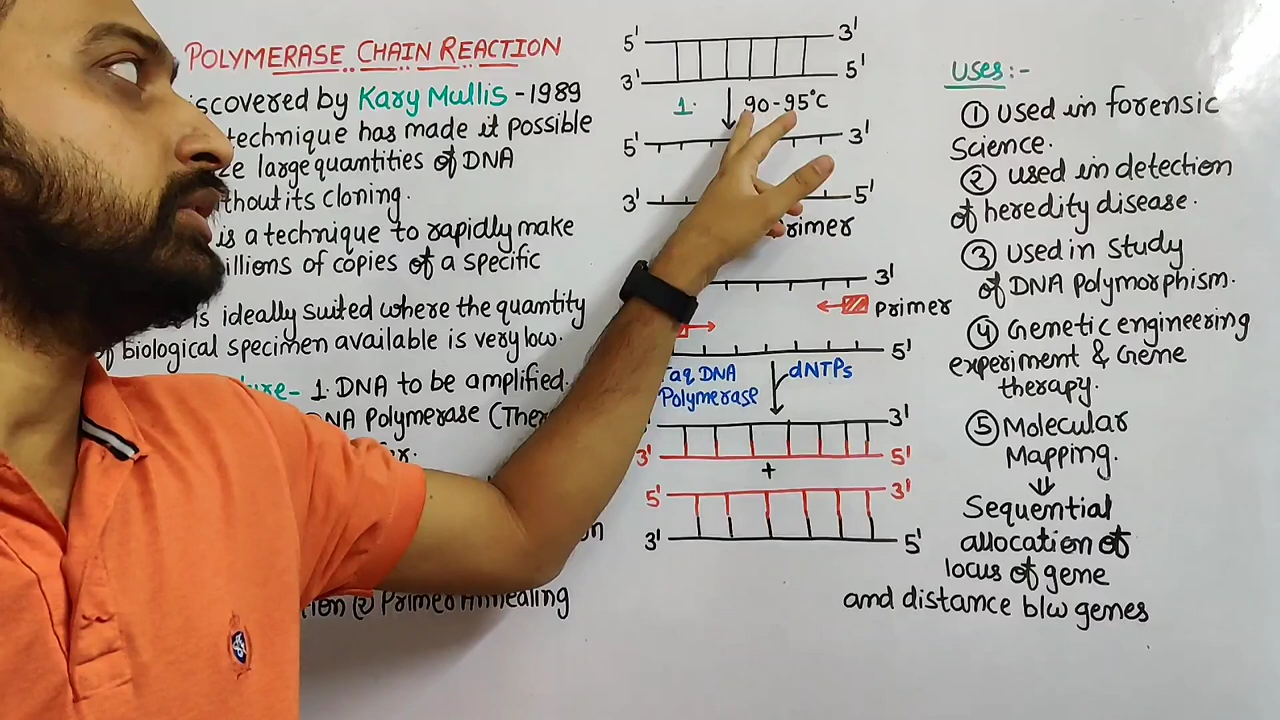 POLYMERASE CHAIN REACTION
iscovered by Kary Mullis - 1989
technique has made it possible
ze large quantities of DNA
thout its cloning.
is a technique to rapidly make
illions of copies of a specific
is ideally suited where the quantity
of biological specimen available is very low.
ure- 1. DNA to be amplified.
DNA Polymerase (Ther
r.
on
tion (2) Primer Annealing
5' 3'
3' 5'
1. 90-95°C
5' 3'
3' 5'
Primer
3'
Primer
5'
Taq DNA dNTPs
Polymerase
3'
3' 5'
+
5' 3'
3' 5'
Uses:-
① Used in forensic
Science.
② used in detection
of heredity disease.
③ Used in study
of DNA Polymorphism.
④ Genetic engineering
experiment & Gene
therapy.
⑤ Molecular
Mapping.
⇓
Sequential
allocation of
locus of gene
and distance b/w genes